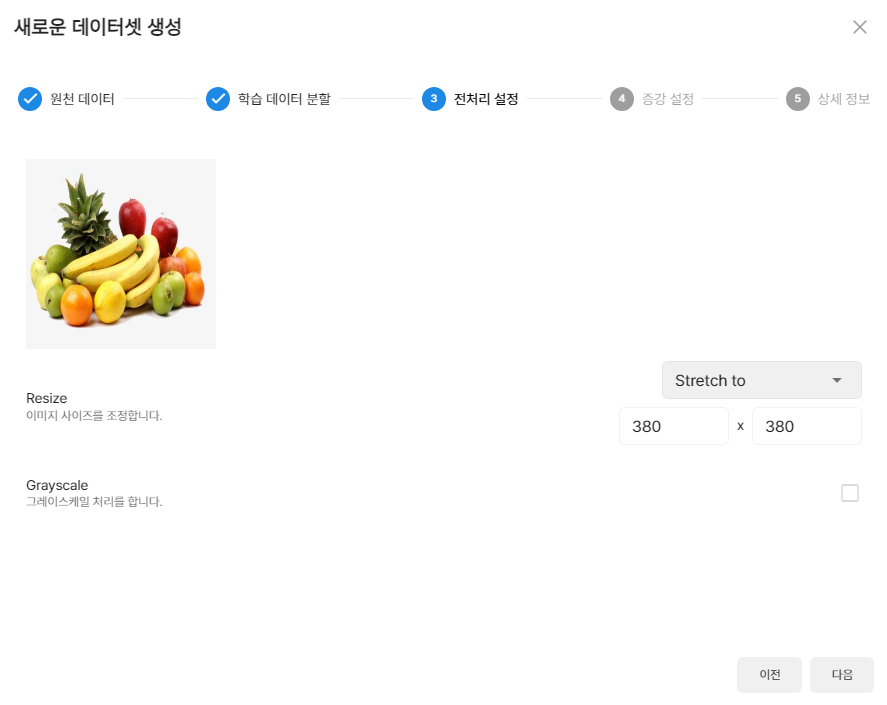 새로운 데이터셋 생성
원천 데이터
학습 데이터 분할
3 전처리 설정
4 증강 설정
5 상세 정보
Stretch to
Resize
이미지 사이즈를 조정합니다.
380 x 380
Grayscale
그레이스케일 처리를 합니다.
이전
다음